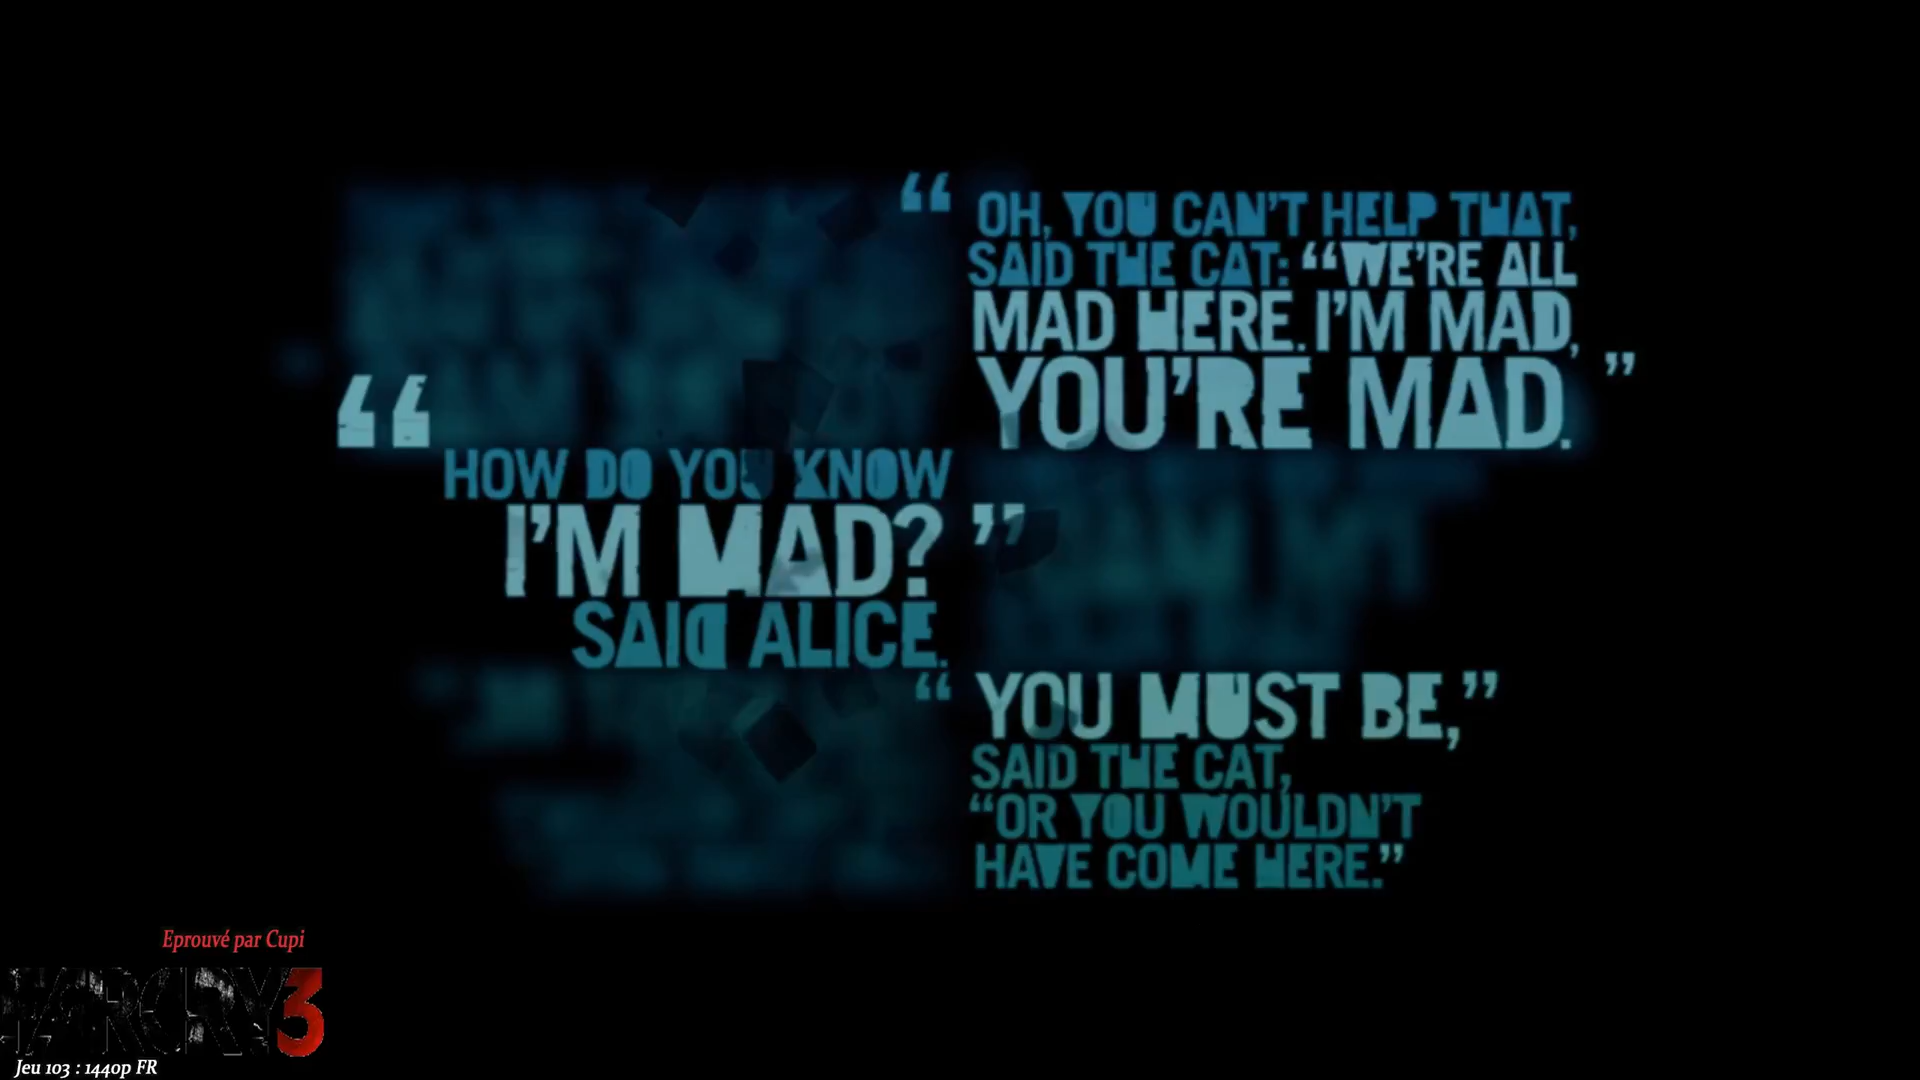 “ OH, YOU CAN'T HELP THAT,
SAID THE CAT: “WE'RE ALL
MAD HERE. I'M MAD,
YOU'RE MAD. ”
“ HOW DO YOU KNOW
I'M MAD? ”
SAID ALICE.
“ YOU MUST BE,”
SAID THE CAT,
“OR YOU WOULDN'T
HAVE COME HERE.”
Eprouvé par Cupi
FARCRY3
Jeu 103 : 1440p FR